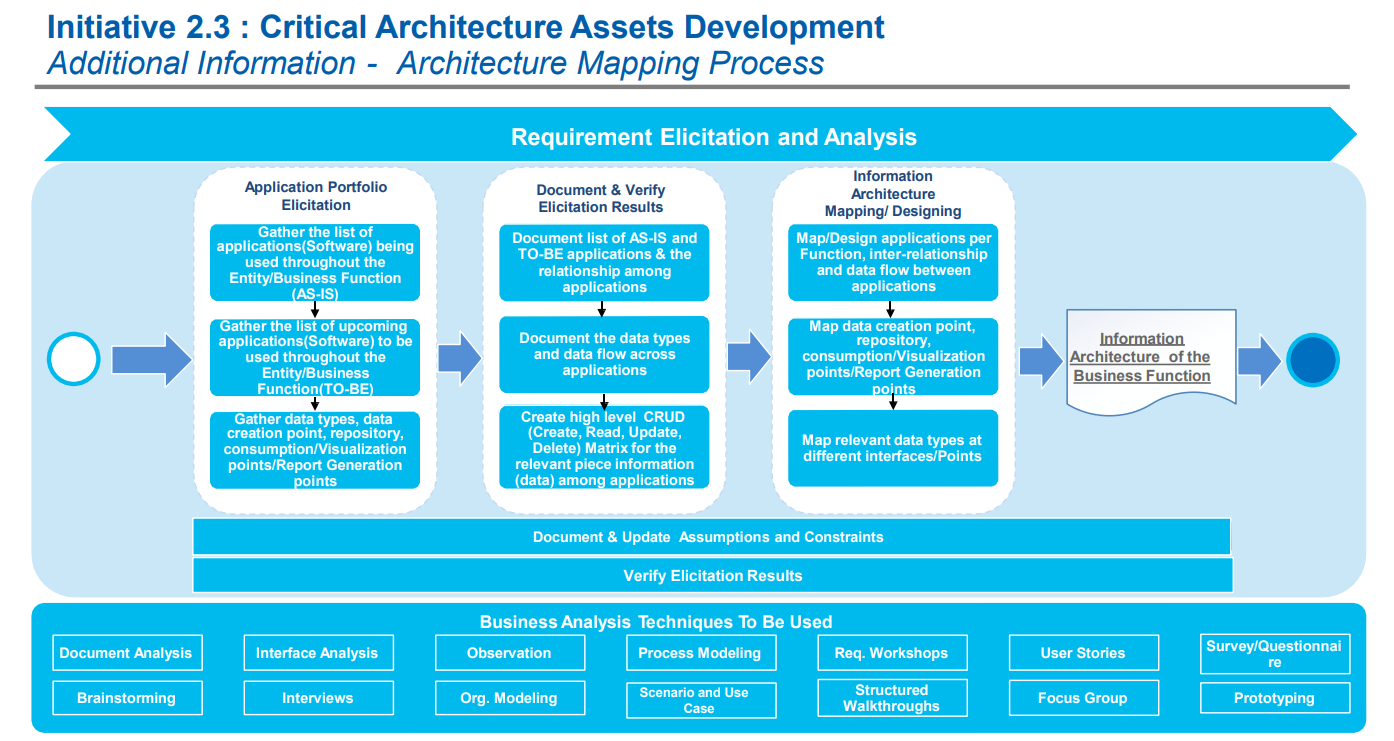 Initiative 2.3 : Critical Architecture Assets Development
Additional Information - Architecture Mapping Process
Requirement Elicitation and Analysis
Application Portfolio
Elicitation
Gather the list of
applications(Software) being
used throughout the
Entity/Business Function
(AS-IS)
Gather the list of upcoming
applications(Software) to be
used throughout the
Entity/Business
Function(TO-BE)
Gather data types, data
creation point, repository,
consumption/Visualization
points/Report Generation
points
Document & Verify
Elicitation Results
Document list of AS-IS and
TO-BE applications & the
relationship among
applications
Document the data types
and data flow across
applications
Create high level CRUD
(Create, Read, Update,
Delete) Matrix for the
relevant piece information
(data) among applications
Information
Architecture
Mapping/ Designing
Map/Design applications per
Function, inter-relationship
and data flow between
applications
Map data creation point,
repository,
consumption/Visualization
points/Report Generation
points
Map relevant data types at
different interfaces/Points
Information
Architecture of the
Business Function
Document & Update Assumptions and Constraints
Verify Elicitation Results
Business Analysis Techniques To Be Used
Document Analysis
Interface Analysis
Observation
Process Modeling
Req. Workshops
User Stories
Survey/Questionnai
re
Brainstorming
Interviews
Org. Modeling
Scenario and Use
Case
Structured
Walkthroughs
Focus Group
Prototyping